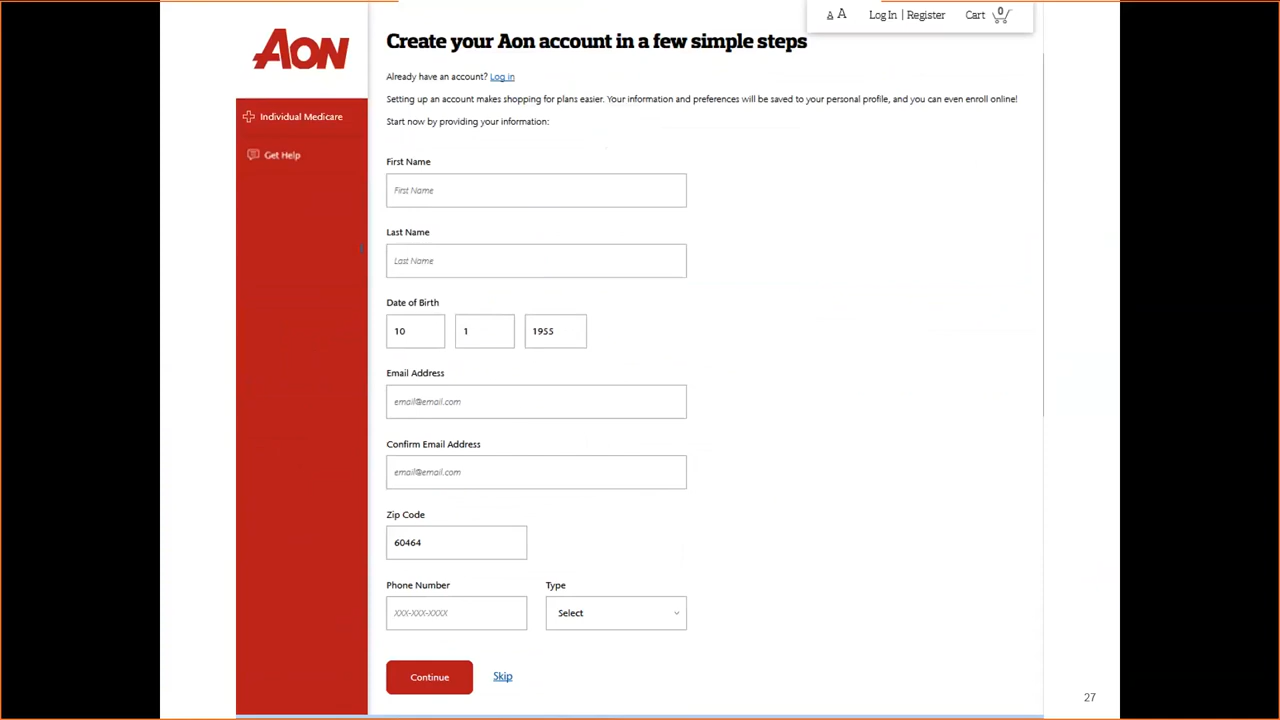 A A Log In | Register Cart 0
AON
Create your Aon account in a few simple steps
Already have an account? Log in
Setting up an account makes shopping for plans easier. Your information and preferences will be saved to your personal profile, and you can even enroll online!
Individual Medicare
Start now by providing your information:
Get Help
First Name
First Name
Last Name
Last Name
Date of Birth
10 1 1955
Email Address
email@email.com
Confirm Email Address
email@email.com
Zip Code
60464
Phone Number Type
XXX-XXX-XXXX Select
Continue Skip
27